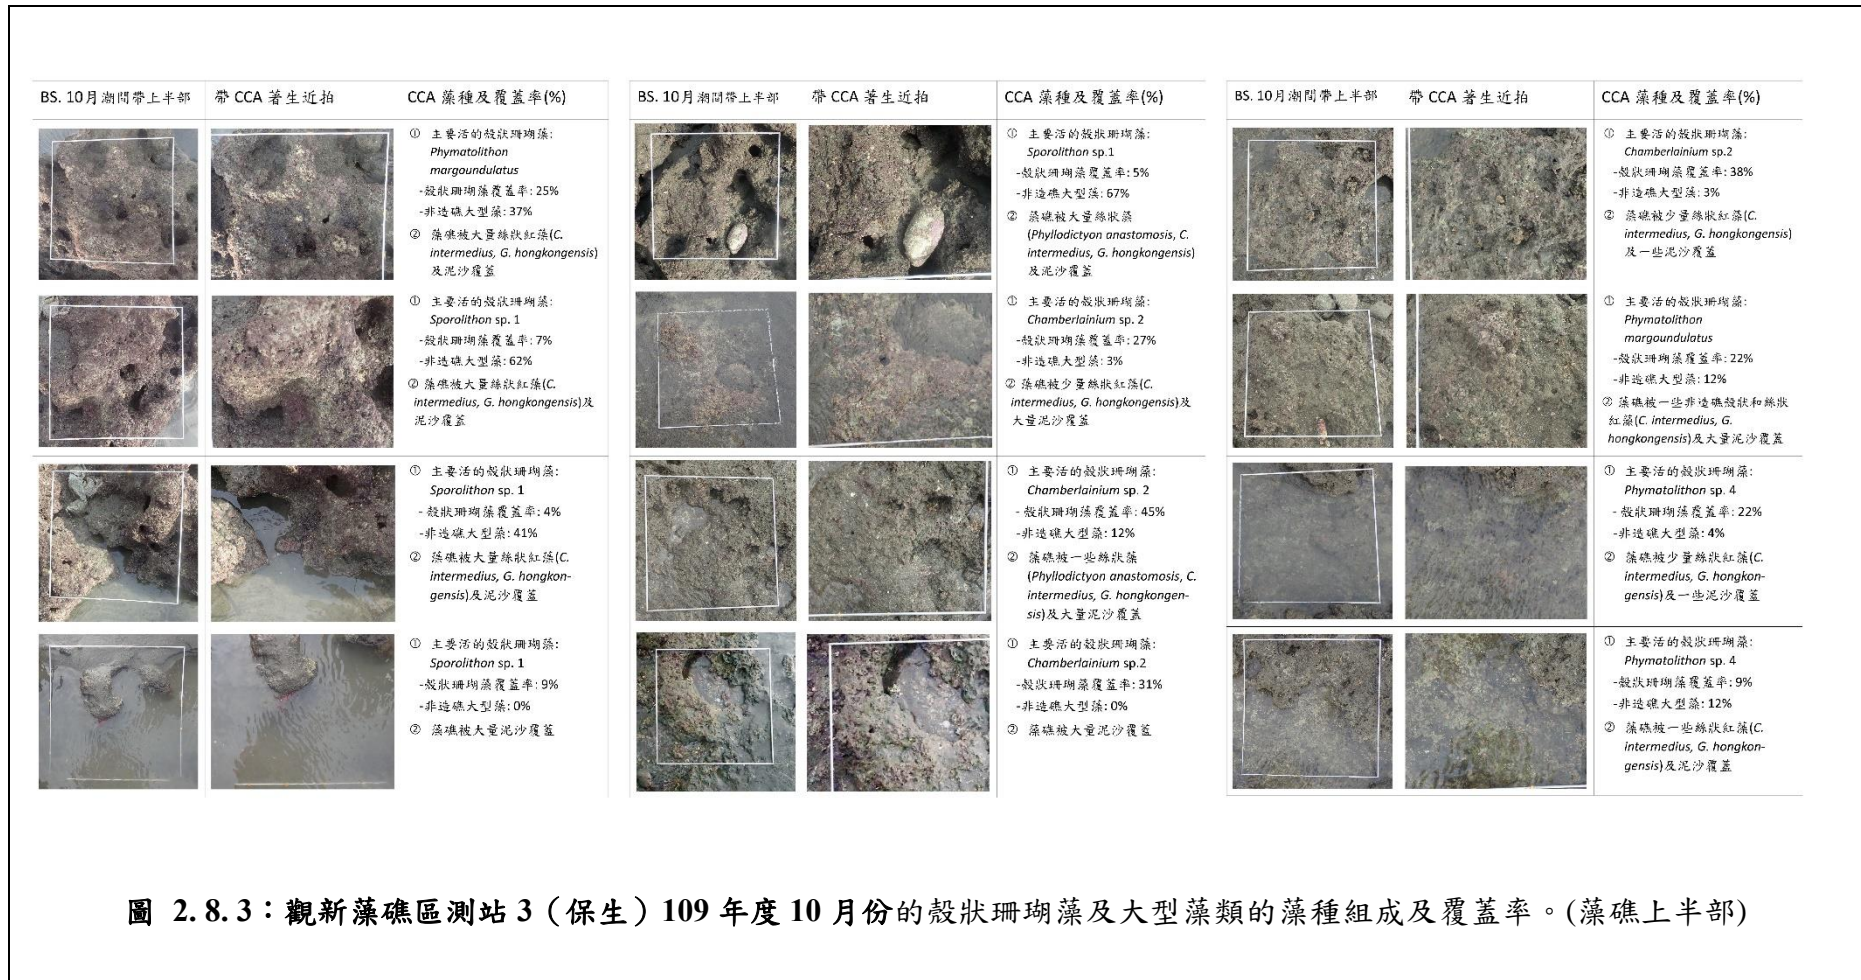 BS. 10月潮間帶上半部 帶 CCA 著生近拍 CCA 藻種及覆蓋率(%)
① 主要活的殼狀珊瑚藻:
Phymatolithon
margoundulatus
-殼狀珊瑚藻覆蓋率: 25%
-非造礁大型藻: 37%
② 藻礁被大量絲狀紅藻(C.
intermedius, G. hongkongensis)
及泥沙覆蓋
① 主要活的殼狀珊瑚藻:
Sporolithon sp. 1
-殼狀珊瑚藻覆蓋率: 7%
-非造礁大型藻: 62%
② 藻礁被大量絲狀紅藻(C.
intermedius, G. hongkongensis)及
泥沙覆蓋
① 主要活的殼狀珊瑚藻:
Sporolithon sp. 1
-殼狀珊瑚藻覆蓋率: 4%
-非造礁大型藻: 41%
② 藻礁被大量絲狀紅藻(C.
intermedius, G. hongkon-
gensis)及泥沙覆蓋
① 主要活的殼狀珊瑚藻:
Sporolithon sp. 1
-殼狀珊瑚藻覆蓋率: 9%
-非造礁大型藻: 0%
② 藻礁被大量泥沙覆蓋
BS. 10月潮間帶上半部 帶 CCA 著生近拍 CCA 藻種及覆蓋率(%)
① 主要活的殼狀珊瑚藻:
Sporolithon sp.1
-殼狀珊瑚藻覆蓋率: 5%
-非造礁大型藻: 67%
② 藻礁被大量絲狀藻
(Phyllodictyon anastomosis, C.
intermedius, G. hongkongensis)
及泥沙覆蓋
① 主要活的殼狀珊瑚藻:
Chamberlainium sp. 2
-殼狀珊瑚藻覆蓋率: 27%
-非造礁大型藻: 3%
② 藻礁被少量絲狀紅藻(C.
intermedius, G. hongkongensis)及
大量泥沙覆蓋
① 主要活的殼狀珊瑚藻:
Chamberlainium sp. 2
- 殼狀珊瑚藻覆蓋率: 45%
-非造礁大型藻: 12%
② 藻礁被一些絲狀藻
(Phyllodictyon anastomosis, C.
intermedius, G. hongkongen-
sis)及大量泥沙覆蓋
① 主要活的殼狀珊瑚藻:
Chamberlainium sp.2
-殼狀珊瑚藻覆蓋率: 31%
-非造礁大型藻: 0%
② 藻礁被大量泥沙覆蓋
BS. 10月潮間帶上半部 帶 CCA 著生近拍 CCA 藻種及覆蓋率(%)
① 主要活的殼狀珊瑚藻:
Chamberlainium sp.2
-殼狀珊瑚藻覆蓋率: 38%
-非造礁大型藻: 3%
② 藻礁被少量絲狀紅藻(C.
intermedius, G. hongkongensis)
及一些泥沙覆蓋
① 主要活的殼狀珊瑚藻:
Phymatolithon
margoundulatus
-殼狀珊瑚藻覆蓋率: 22%
-非造礁大型藻: 12%
② 藻礁被一些非造礁殼狀和絲狀
紅藻(C. intermedius, G.
hongkongensis)及大量泥沙覆蓋
① 主要活的殼狀珊瑚藻:
Phymatolithon sp. 4
- 殼狀珊瑚藻覆蓋率: 22%
-非造礁大型藻: 4%
② 藻礁被少量絲狀紅藻(C.
intermedius, G. hongkon-
gensis)及一些泥沙覆蓋
① 主要活的殼狀珊瑚藻:
Phymatolithon sp. 4
-殼狀珊瑚藻覆蓋率: 9%
-非造礁大型藻: 12%
② 藻礁被一些絲狀紅藻(C.
intermedius, G. hongkon-
gensis)及泥沙覆蓋
圖 2.8.3：觀新藻礁區測站 3（保生）109 年度 10 月份的殼狀珊瑚藻及大型藻類的藻種組成及覆蓋率。(藻礁上半部)